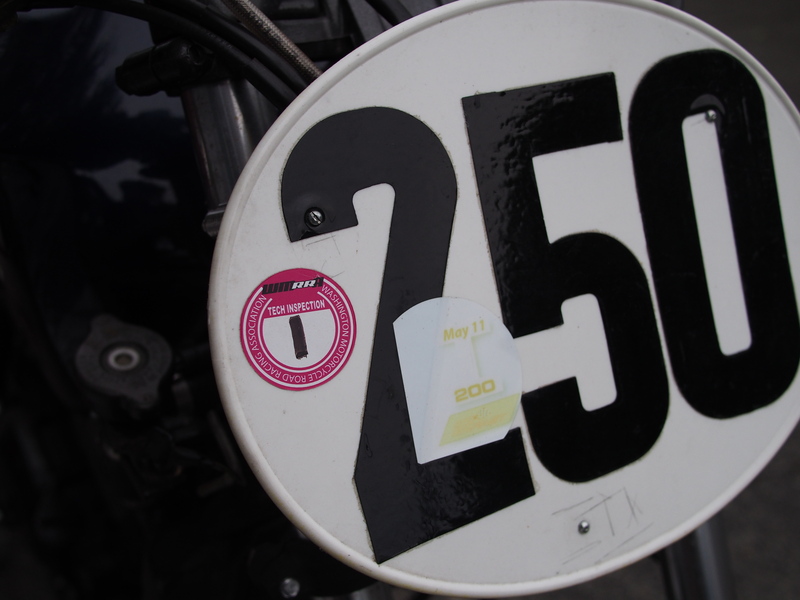 250
WMRRA
WASHINGTON MOTORCYCLE ROAD RACING ASSOCIATION
TECH INSPECTION
1
May 11
200